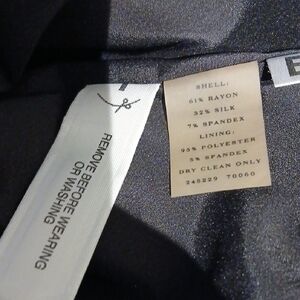 SHELL:
61% RAYON
32% SILK
7% SPANDEX
LINING:
95% POLYESTER
5% SPANDEX
DRY CLEAN ONLY
245229 70060
REMOVE BEFORE WEARING
OR WASHING